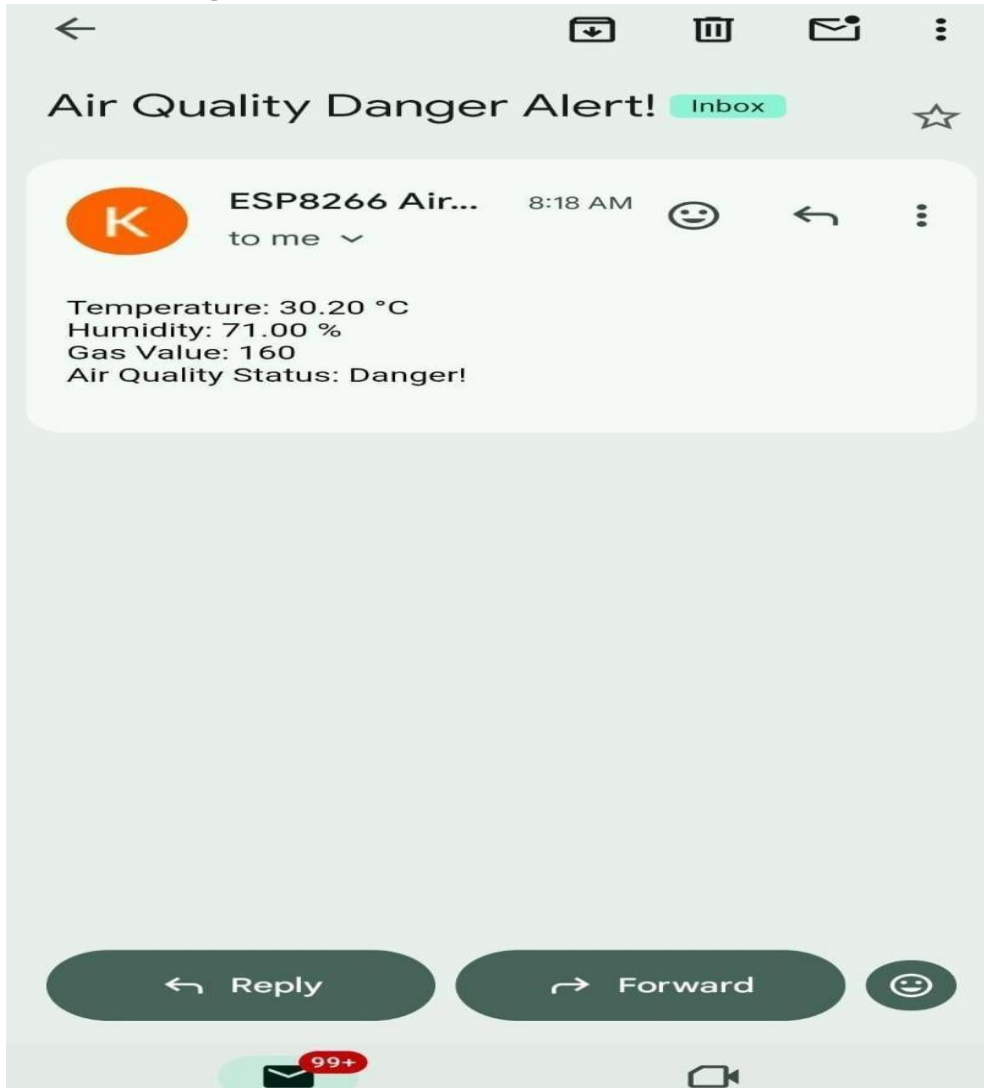 Air Quality Danger Alert! Inbox
K
ESP8266 Air... 8:18 AM
to me
Temperature: 30.20 °C
Humidity: 71.00 %
Gas Value: 160
Air Quality Status: Danger!
Reply
Forward
99+